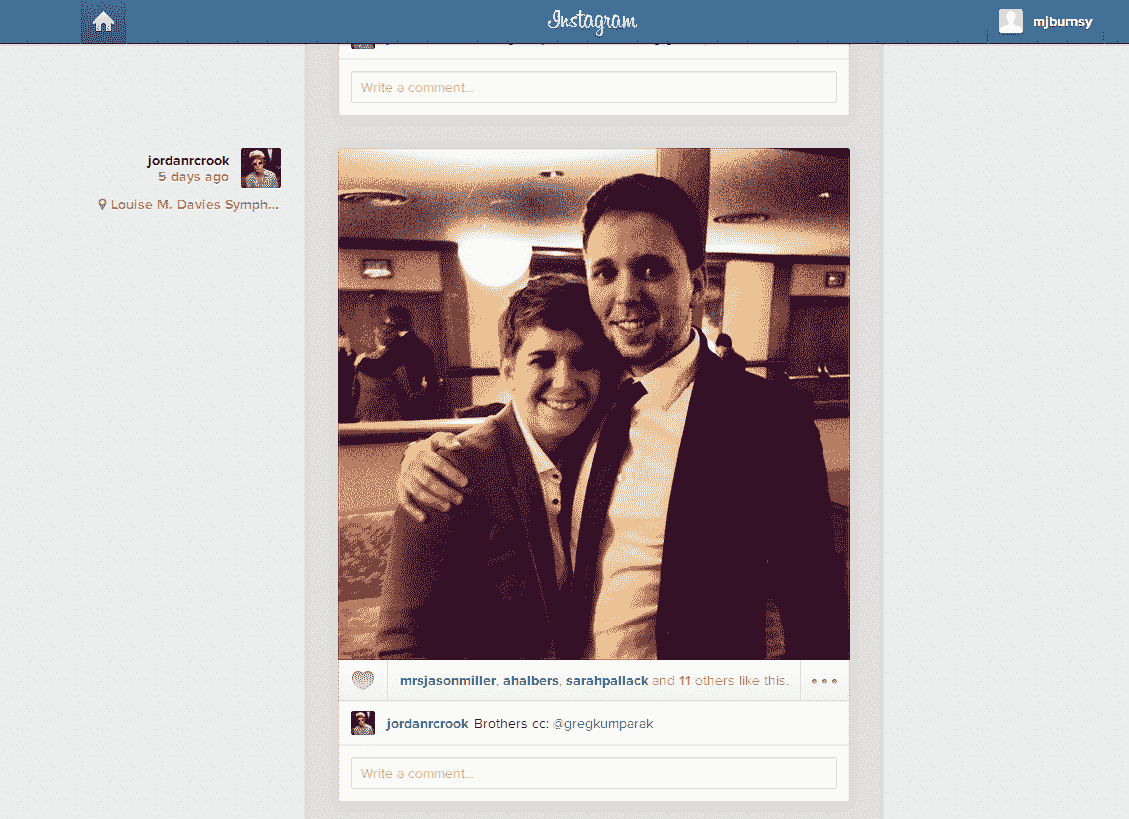 Instagram
mjburnsy
Write a comment...
jordanrcrook
5 days ago
Louise M. Davies Symph...
mrsjasonmiller, ahalbers, sarahpallack and 11 others like this.
jordanrcrook Brothers cc: @gregkumparak
Write a comment...